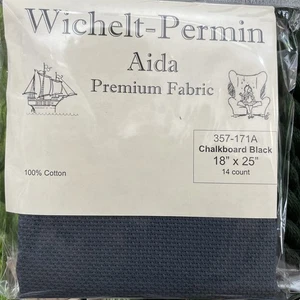 Wichelt-Permin
Aida
Premium Fabric
357-171A
Chalkboard Black
18" x 25"
14 count
100% Cotton